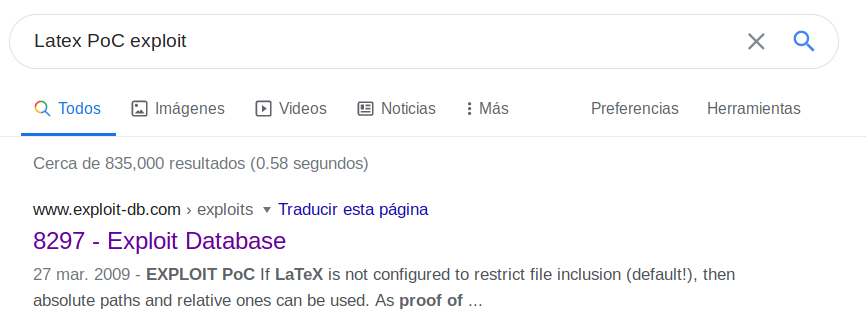 Latex PoC exploit
Todos Imágenes Videos Noticias Más Preferencias Herramientas
Cerca de 835,000 resultados (0.58 segundos)
www.exploit-db.com › exploits Traducir esta página
8297 - Exploit Database
27 mar. 2009 - EXPLOIT PoC If LaTeX is not configured to restrict file inclusion (default!), then
absolute paths and relative ones can be used. As proof of ...